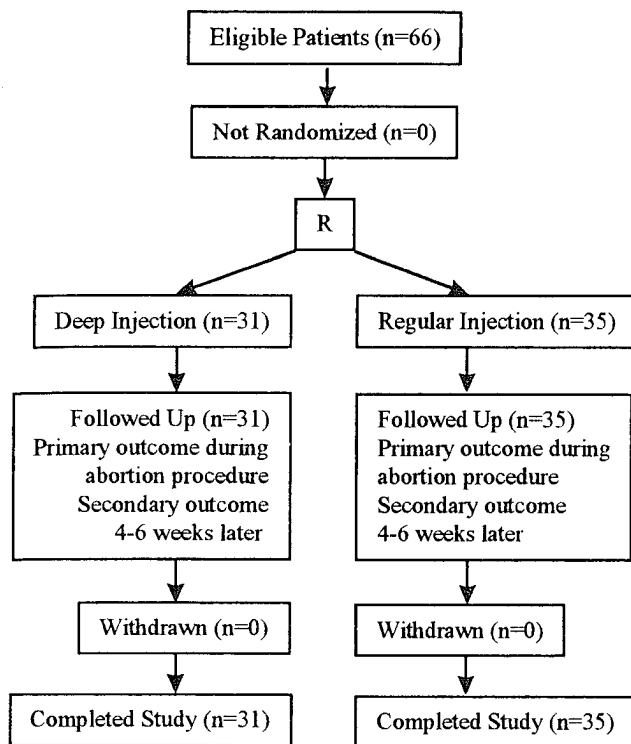 Eligible Patients (n=66)
Not Randomized (n=0)
R
Deep Injection (n=31)
Regular Injection (n=35)
Followed Up (n=31)
Primary outcome during
abortion procedure
Secondary outcome
4-6 weeks later
Followed Up (n=35)
Primary outcome during
abortion procedure
Secondary outcome
4-6 weeks later
Withdrawn (n=0)
Withdrawn (n=0)
Completed Study (n=31)
Completed Study (n=35)